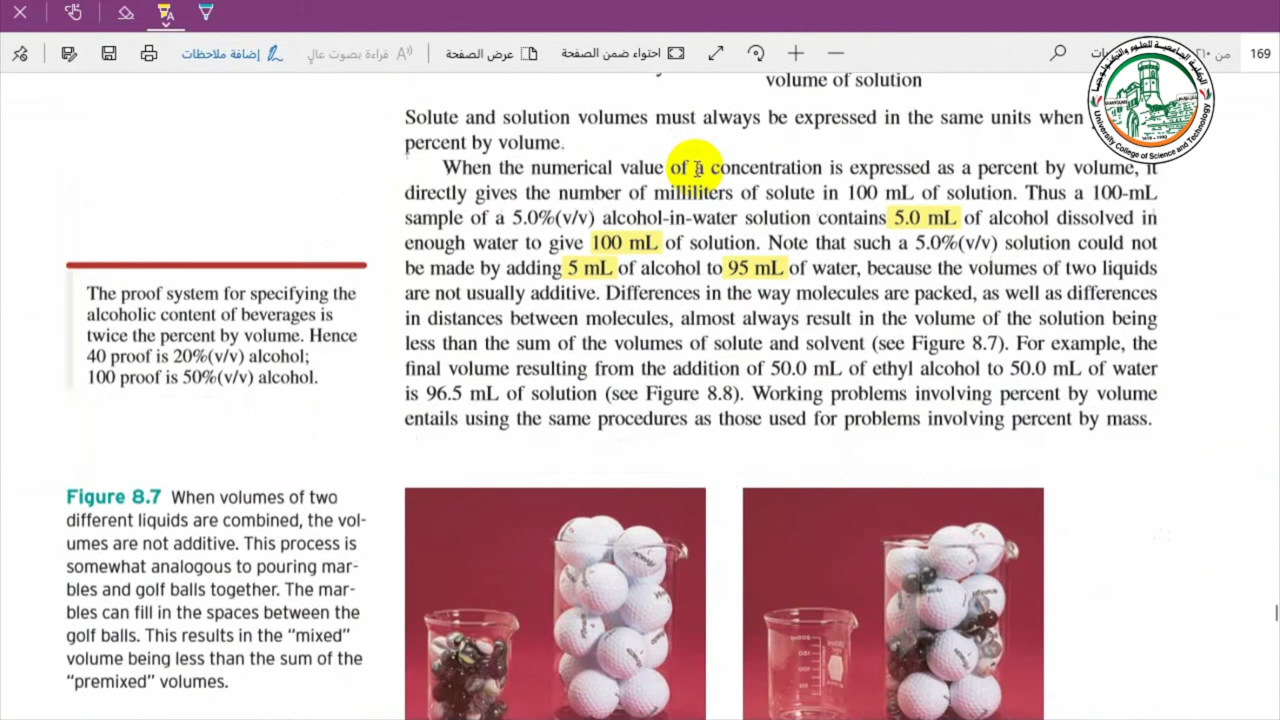 إضافة ملاحظات
قراءة بصوت عالٍ
عرض الصفحة
احتواء ضمن الصفحة
169
University College of Science and Technology
volume of solution
Solute and solution volumes must always be expressed in the same units when
percent by volume.
When the numerical value of a concentration is expressed as a percent by volume, it
directly gives the number of milliliters of solute in 100 mL of solution. Thus a 100-mL
sample of a 5.0%(v/v) alcohol-in-water solution contains 5.0 mL of alcohol dissolved in
enough water to give 100 mL of solution. Note that such a 5.0%(v/v) solution could not
be made by adding 5 mL of alcohol to 95 mL of water, because the volumes of two liquids
are not usually additive. Differences in the way molecules are packed, as well as differences
in distances between molecules, almost always result in the volume of the solution being
less than the sum of the volumes of solute and solvent (see Figure 8.7). For example, the
final volume resulting from the addition of 50.0 mL of ethyl alcohol to 50.0 mL of water
is 96.5 mL of solution (see Figure 8.8). Working problems involving percent by volume
entails using the same procedures as those used for problems involving percent by mass.
The proof system for specifying the
alcoholic content of beverages is
twice the percent by volume. Hence
40 proof is 20%(v/v) alcohol;
100 proof is 50%(v/v) alcohol.
Figure 8.7 When volumes of two
different liquids are combined, the vol-
umes are not additive. This process is
somewhat analogous to pouring mar-
bles and golf balls together. The mar-
bles can fill in the spaces between the
golf balls. This results in the “mixed”
volume being less than the sum of the
“premixed” volumes.